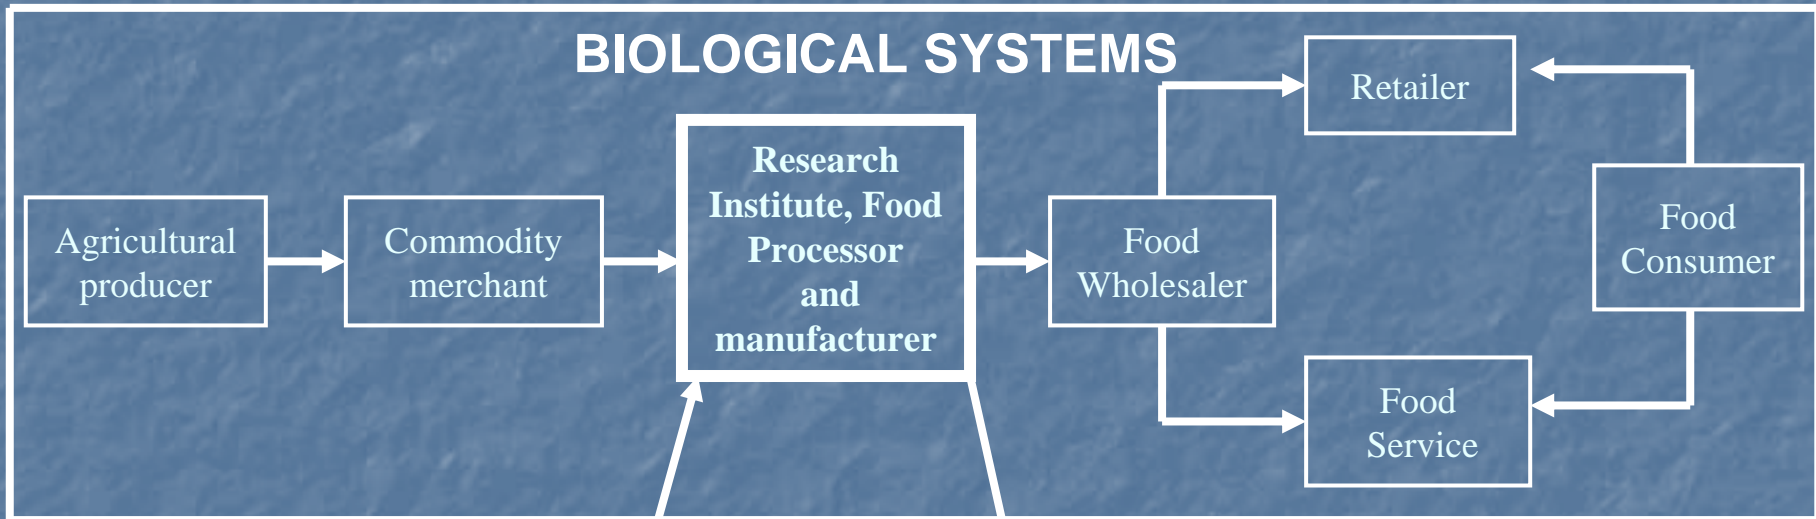 BIOLOGICAL SYSTEMS
Agricultural
producer
Commodity
merchant
Research
Institute, Food
Processor
and
manufacturer
Food
Wholesaler
Retailer
Food
Service
Food
Consumer